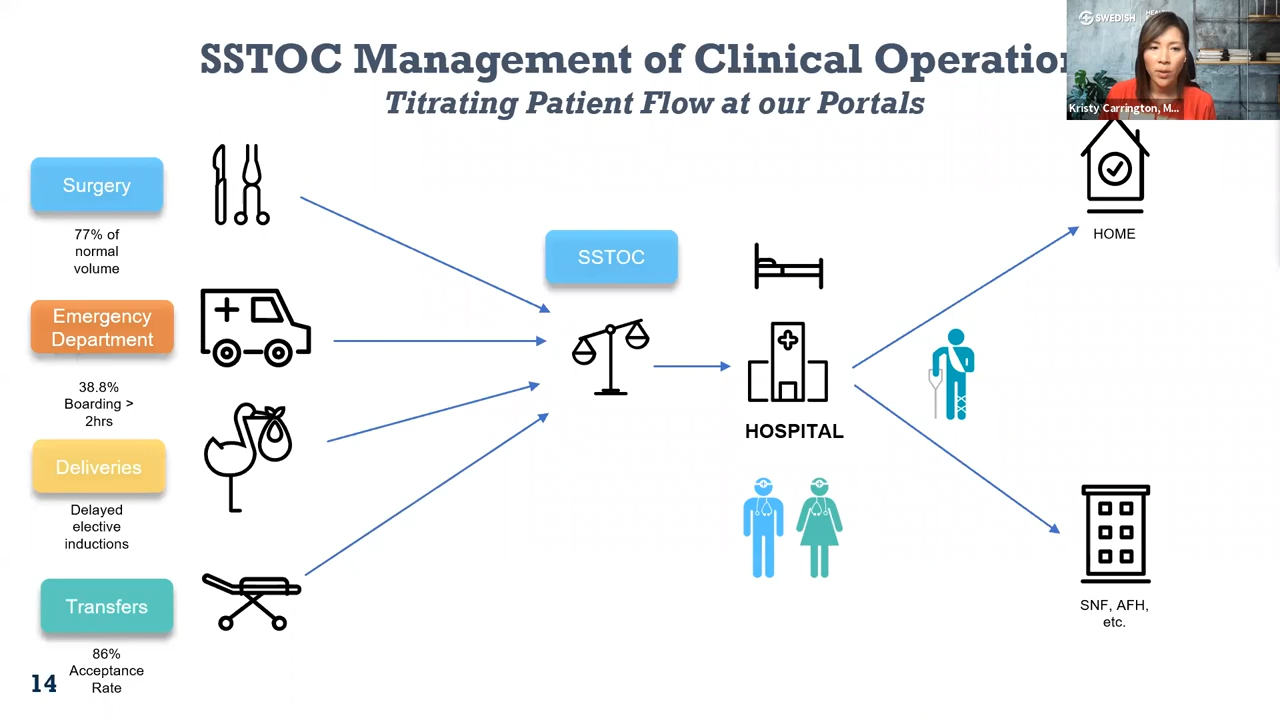 SWEDISH
SSTOC Management of Clinical Operation
Titrating Patient Flow at our Portals
Kristy Carrington, M...
Surgery
77% of
normal
volume
Emergency
Department
38.8%
Boarding >
2hrs
Deliveries
Delayed
elective
inductions
Transfers
86%
Acceptance
Rate
SSTOC
HOSPITAL
HOME
SNF, AFH,
etc.
14